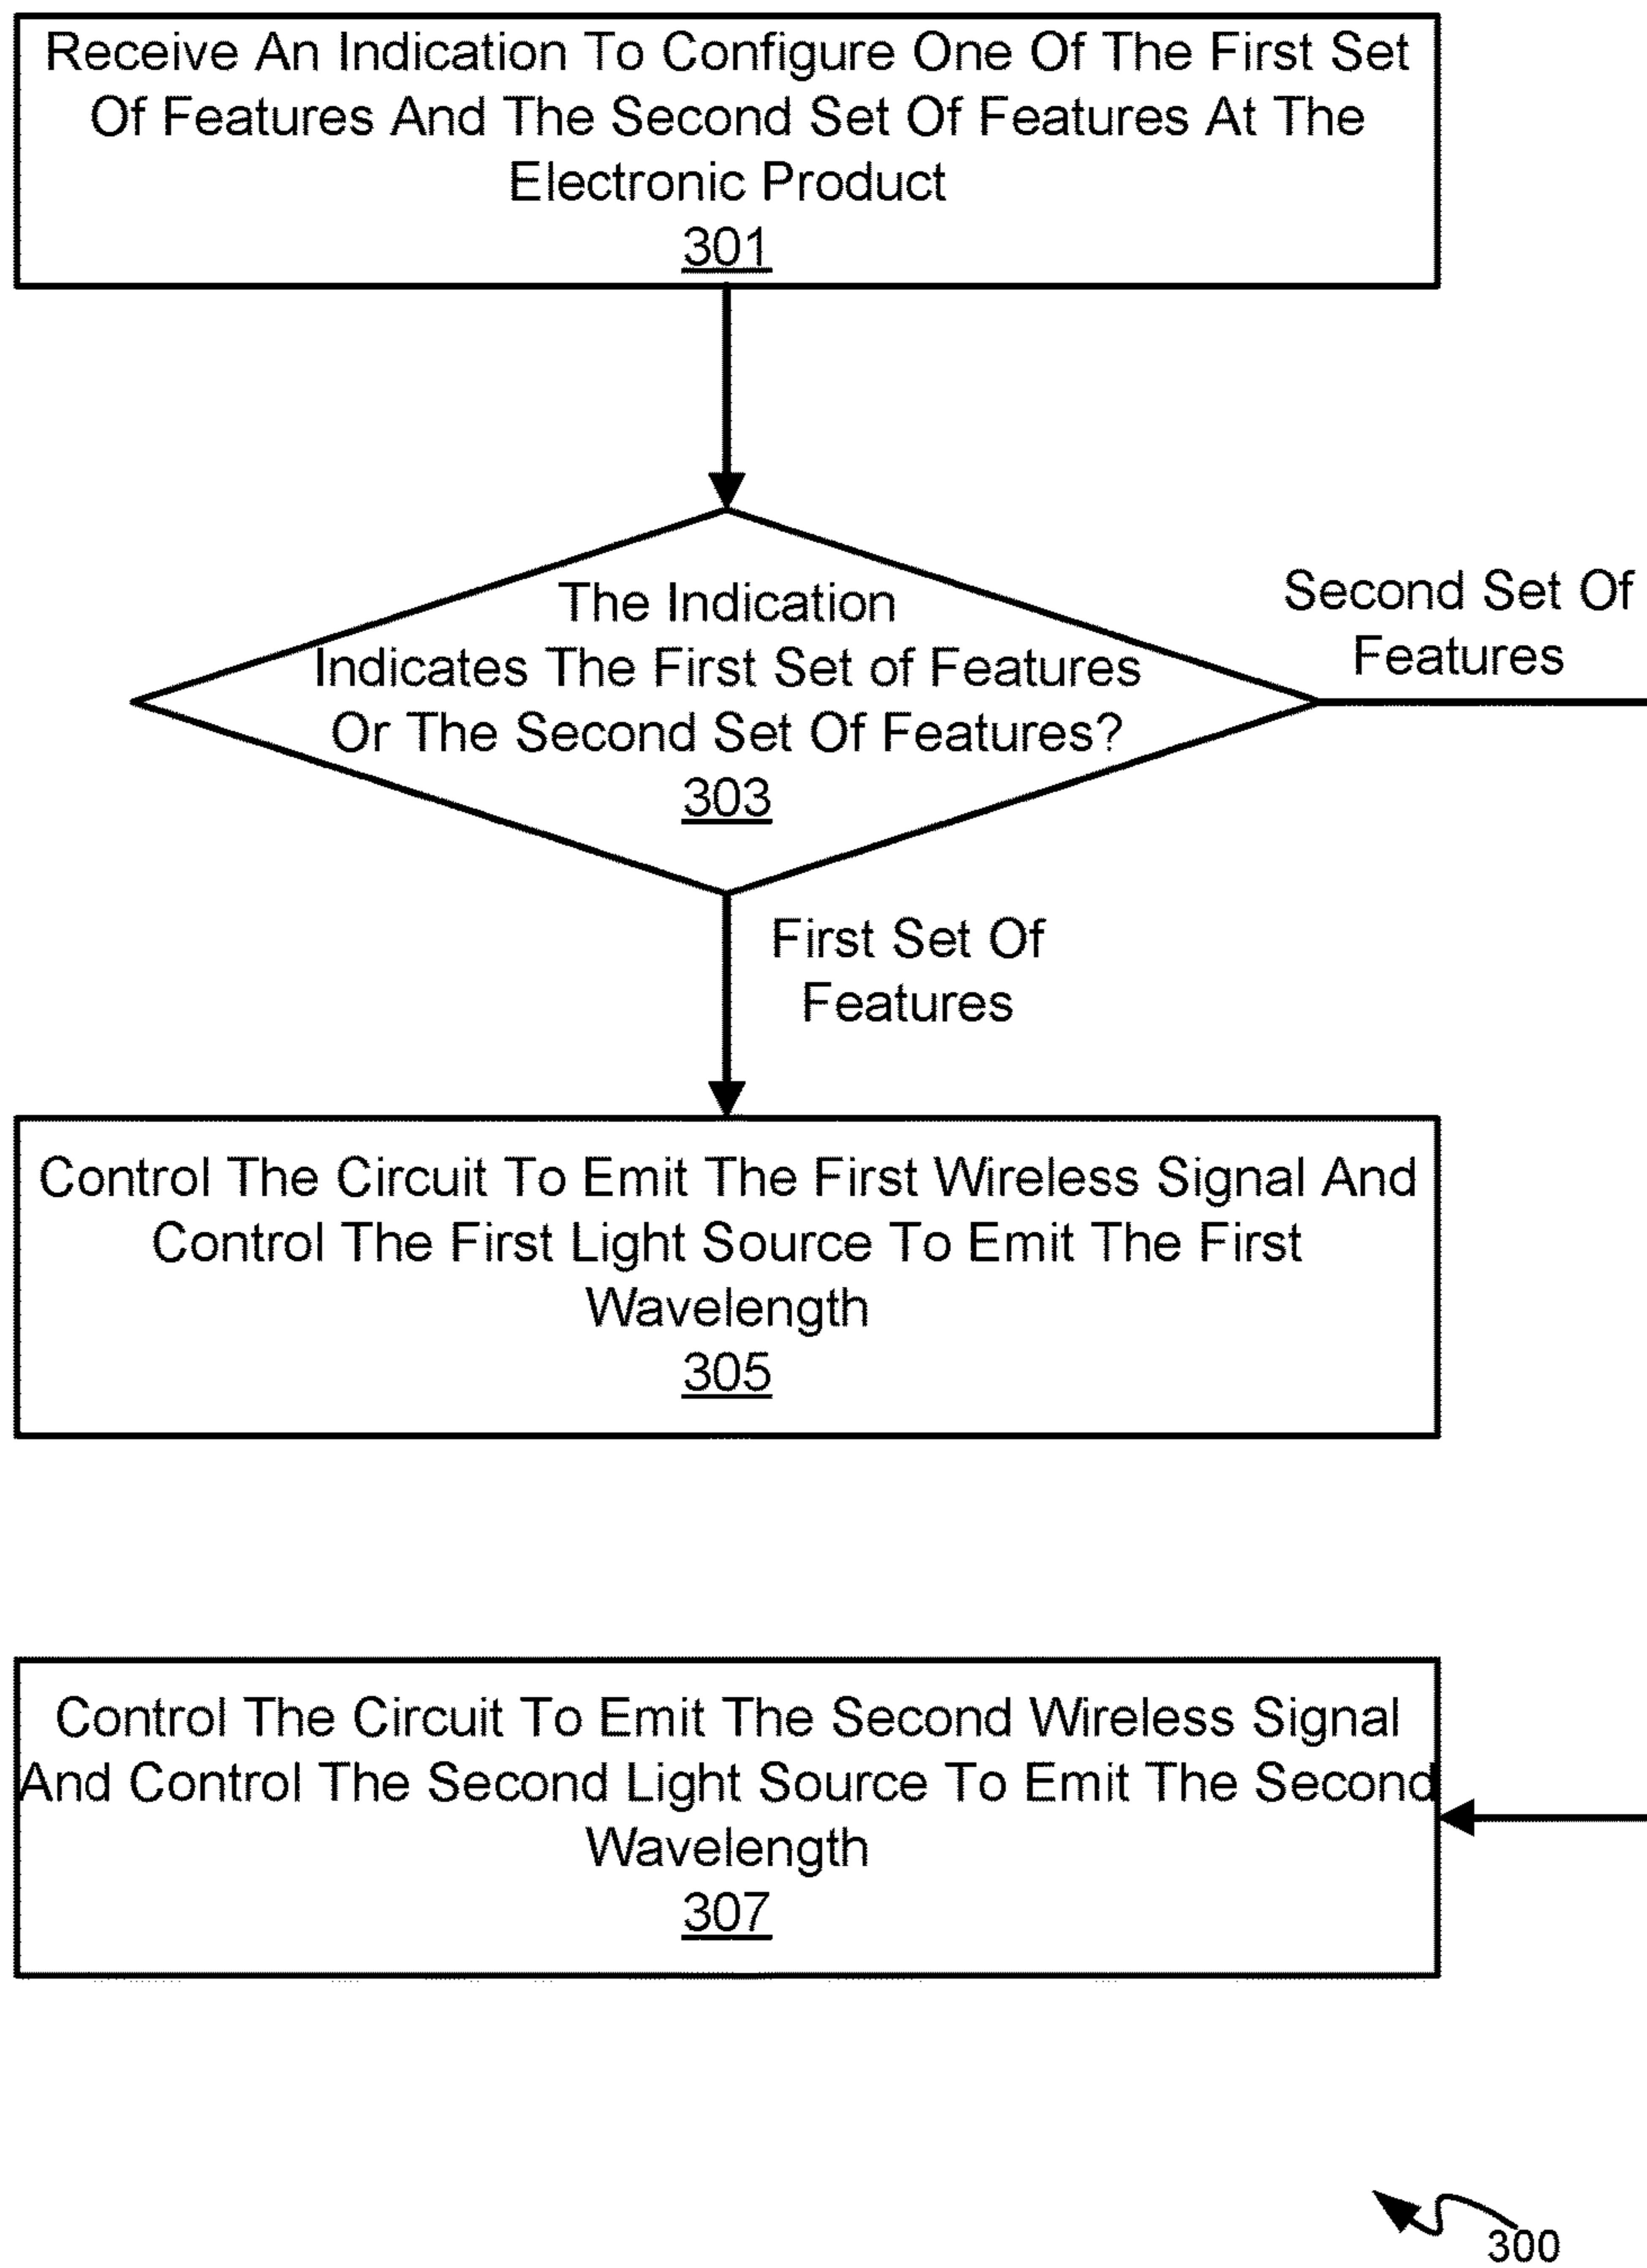 Receive An Indication To Configure One Of The First Set
Of Features And The Second Set Of Features At The
Electronic Product
301
The Indication
Indicates The First Set of Features
Or The Second Set Of Features?
303
Second Set Of
Features
First Set Of
Features
Control The Circuit To Emit The First Wireless Signal And
Control The First Light Source To Emit The First
Wavelength
305
Control The Circuit To Emit The Second Wireless Signal
And Control The Second Light Source To Emit The Second
Wavelength
307
300